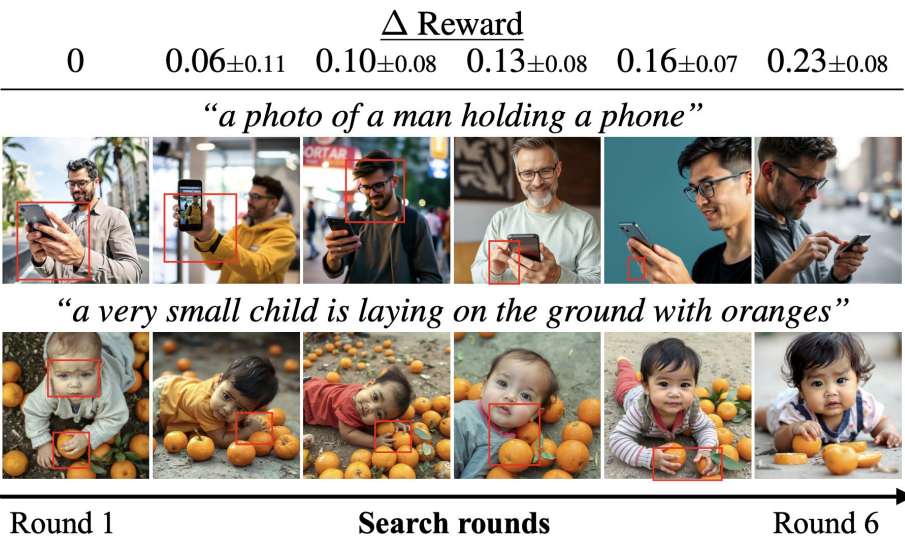 Δ Reward
0 0.06±0.11 0.10±0.08 0.13±0.08 0.16±0.07 0.23±0.08
“a photo of a man holding a phone”
ORTAR
“a very small child is laying on the ground with oranges”
Round 1 Search rounds Round 6